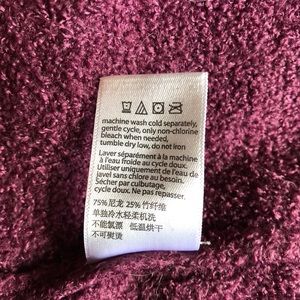 machine wash cold separately,
gentle cycle, only non-chlorine
bleach when needed,
tumble dry low, do not iron
Laver séparément à la machine
à l'eau froide au cycle doux.
Utiliser uniquement de l'eau de
javel sans chlore au besoin.
Sécher par culbutage,
cycle doux. Ne pas repasser.
75%尼龙 25%竹纤维
单独冷水轻柔机洗
不能氯漂 低温烘干
不可熨烫